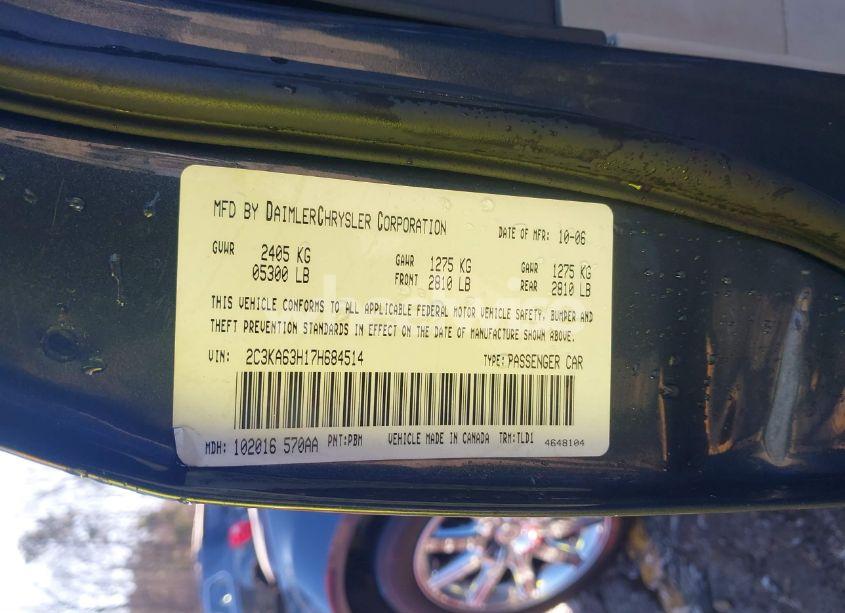 MFD BY DAIMLERCHRYSLER CORPORATION DATE OF MFR: 10-06
GVWR 2405 KG GAWR 1275 KG GAWR 1275 KG
05300 LB FRONT 2810 LB REAR 2810 LB
THIS VEHICLE CONFORMS TO ALL APPLICABLE FEDERAL MOTOR VEHICLE SAFETY, BUMPER AND
THEFT PREVENTION STANDARDS IN EFFECT ON THE DATE OF MANUFACTURE SHOWN ABOVE.
VIN: 2C3KA63H17H684514 TYPE: PASSENGER CAR
MDH: 102016 570AA PNT: PBM VEHICLE MADE IN CANADA TRM: TLD1 4648104